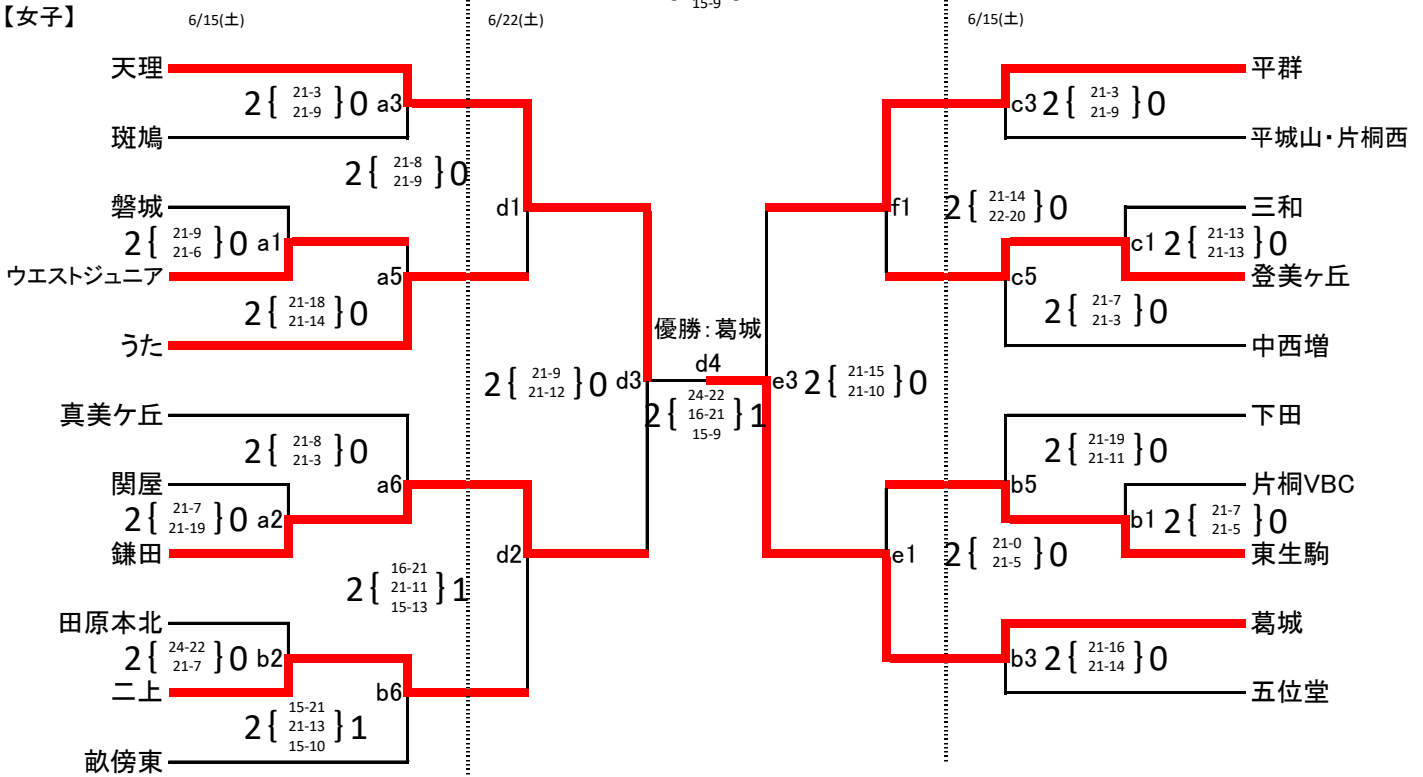 15-9
【女子】 6/15(土) 6/22(土) 6/15(土)
天理 平群
2{ 21-3 }0 a3 c3 2{ 21-3 }0
21-9 21-9
斑鳩 平城山・片桐西
2{ 21-8 }0
21-9
磐城 d1 f1 2{ 21-14 }0 三和
22-20
2{ 21-9 }0 a1 c1 2{ 21-13 }0
21-6 21-13
ウエストジュニア a5 c5 登美ヶ丘
2{ 21-18 }0 2{ 21-7 }0
21-14 21-3
うた 優勝：葛城 中西増
d4
2{ 21-9 }0 d3 e3 2{ 21-15 }0
21-12 21-10
2{ 24-22 }1
16-21
15-9
真美ケ丘 下田
2{ 21-8 }0 2{ 21-19 }0
21-3 21-11
関屋 a6 b5 片桐VBC
2{ 21-7 }0 a2 b1 2{ 21-7 }0
21-19 21-5
鎌田 d2 e1 2{ 21-0 }0 東生駒
21-5
2{ 16-21 }1
21-11
15-13
田原本北 葛城
2{ 24-22 }0 b2 b3 2{ 21-16 }0
21-7 21-14
二上 b6 五位堂
2{ 15-21 }1
21-13
15-10
畝傍東